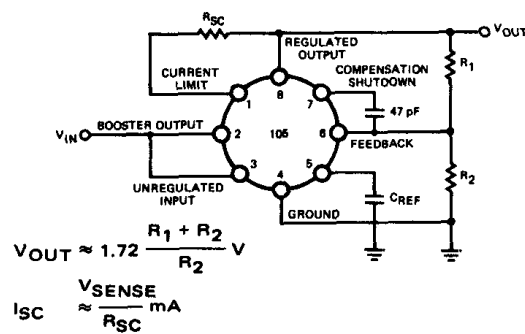 RSC
VOUT
REGULATED
OUTPUT
R1
COMPENSATION
SHUTDOWN
CURRENT
LIMIT
8
1
7
47 pF
BOOSTER OUTPUT
VIN
2
105
6
FEEDBACK
3
5
R2
4
UNREGULATED
INPUT
CREF
GROUND
VOUT ≈ 1.72 R1 + R2 / R2 V
ISC ≈ VSENSE / RSC mA